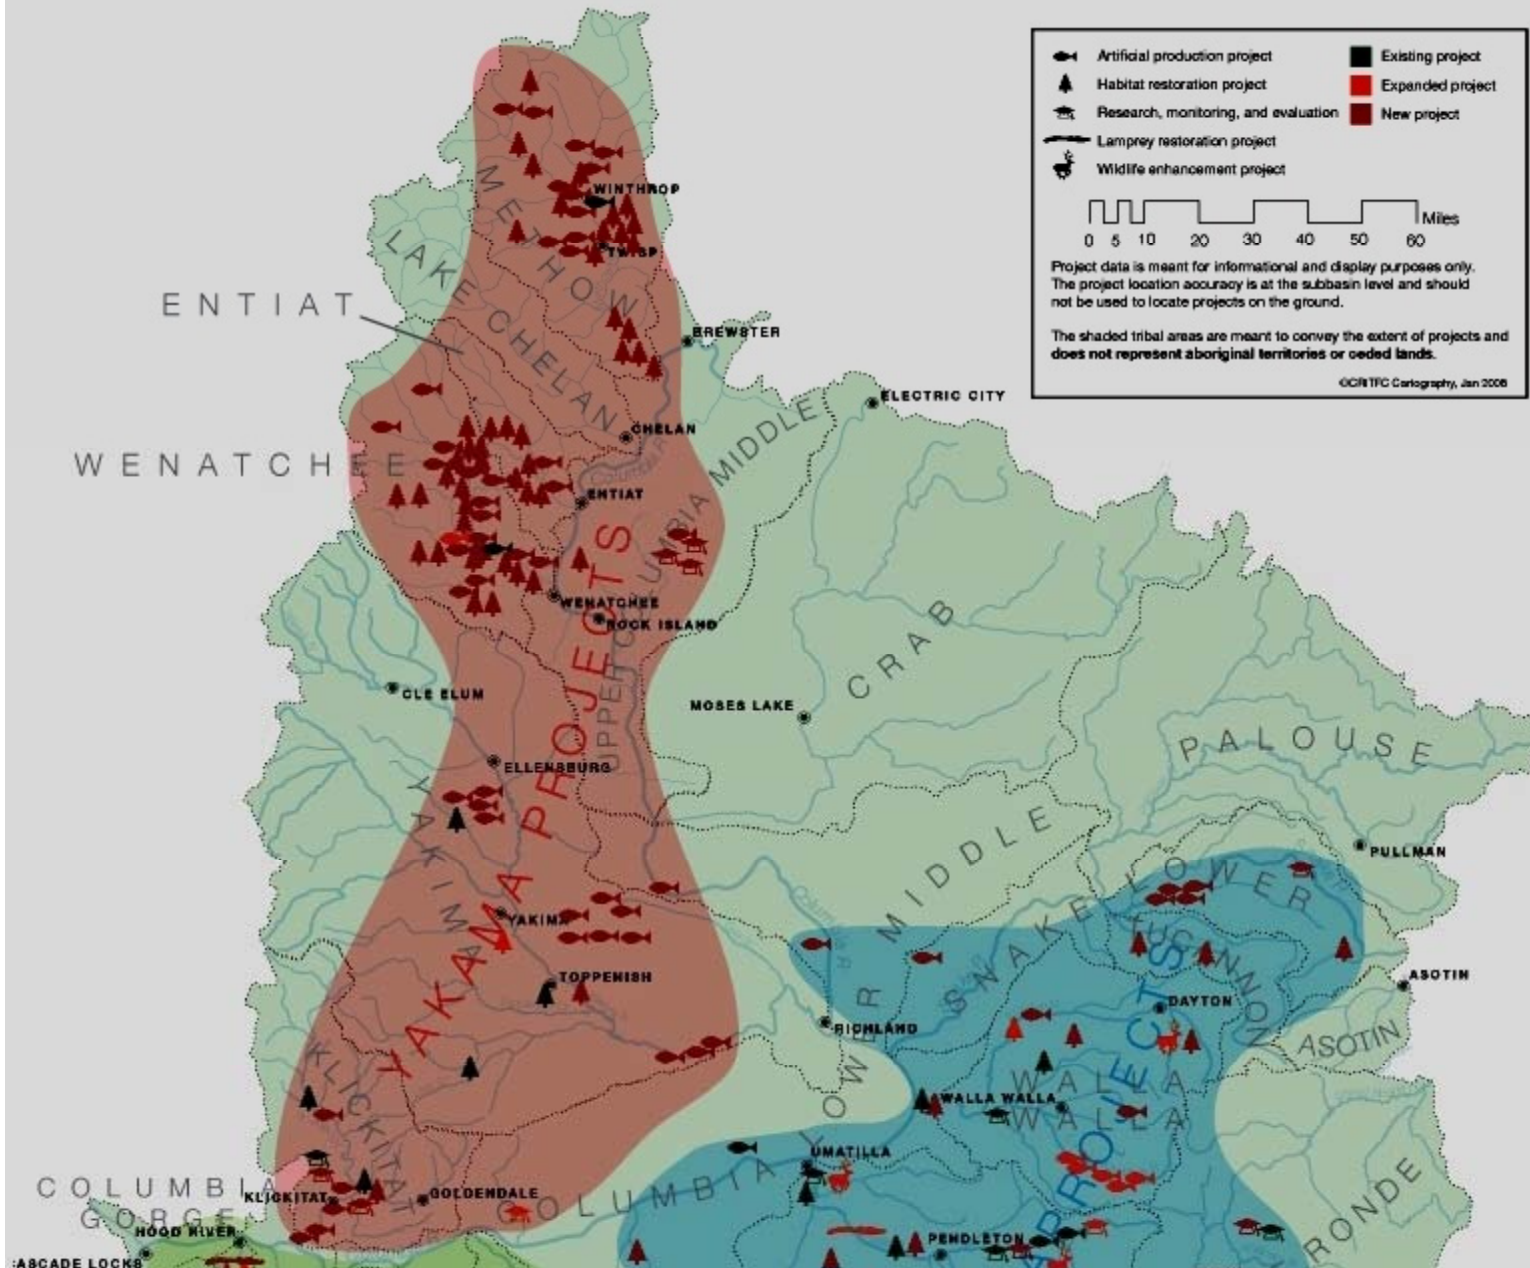 Artificial production project
Existing project
Habitat restoration project
Expanded project
Research, monitoring, and evaluation
New project
Lamprey restoration project
Wildlife enhancement project
Miles
0 5 10 20 30 40 50 60
Project data is meant for informational and display purposes only.
The project location accuracy is at the subbasin level and should
not be used to locate projects on the ground.
The shaded tribal areas are meant to convey the extent of projects and
does not represent aboriginal territories or ceded lands.
©CRITFC Cartography, Jan 2008
WINTHROP
METHOW
TWISP
LAKE CHELAN
ENTIAT
BREWSTER
ELECTRIC CITY
CHELAN
WENATCHEE
ENTIAT
UPPER COLUMBIA MIDDLE
WENATCHEE
ROCK ISLAND
CRAB
CLE ELUM
MOSES LAKE
PALOUSE
ELLENSBURG
YAKAMA PROJECTS
YAKIMA
PULLMAN
LOWER MIDDLE
SNAKE LOWER
YAKIMA
TUCANNON
TOPPENISH
ASOTIN
DAYTON
RICHLAND
ASOTIN
KLICKITAT
WALLA
WALLA WALLA
WALLA
PROJECTS
UMATILLA
COLUMBIA
GORGE
KLICKITAT
GOLDENDALE
COLUMBIA
RONDE
HOOD RIVER
PENDLETON
ASCADE LOCKS